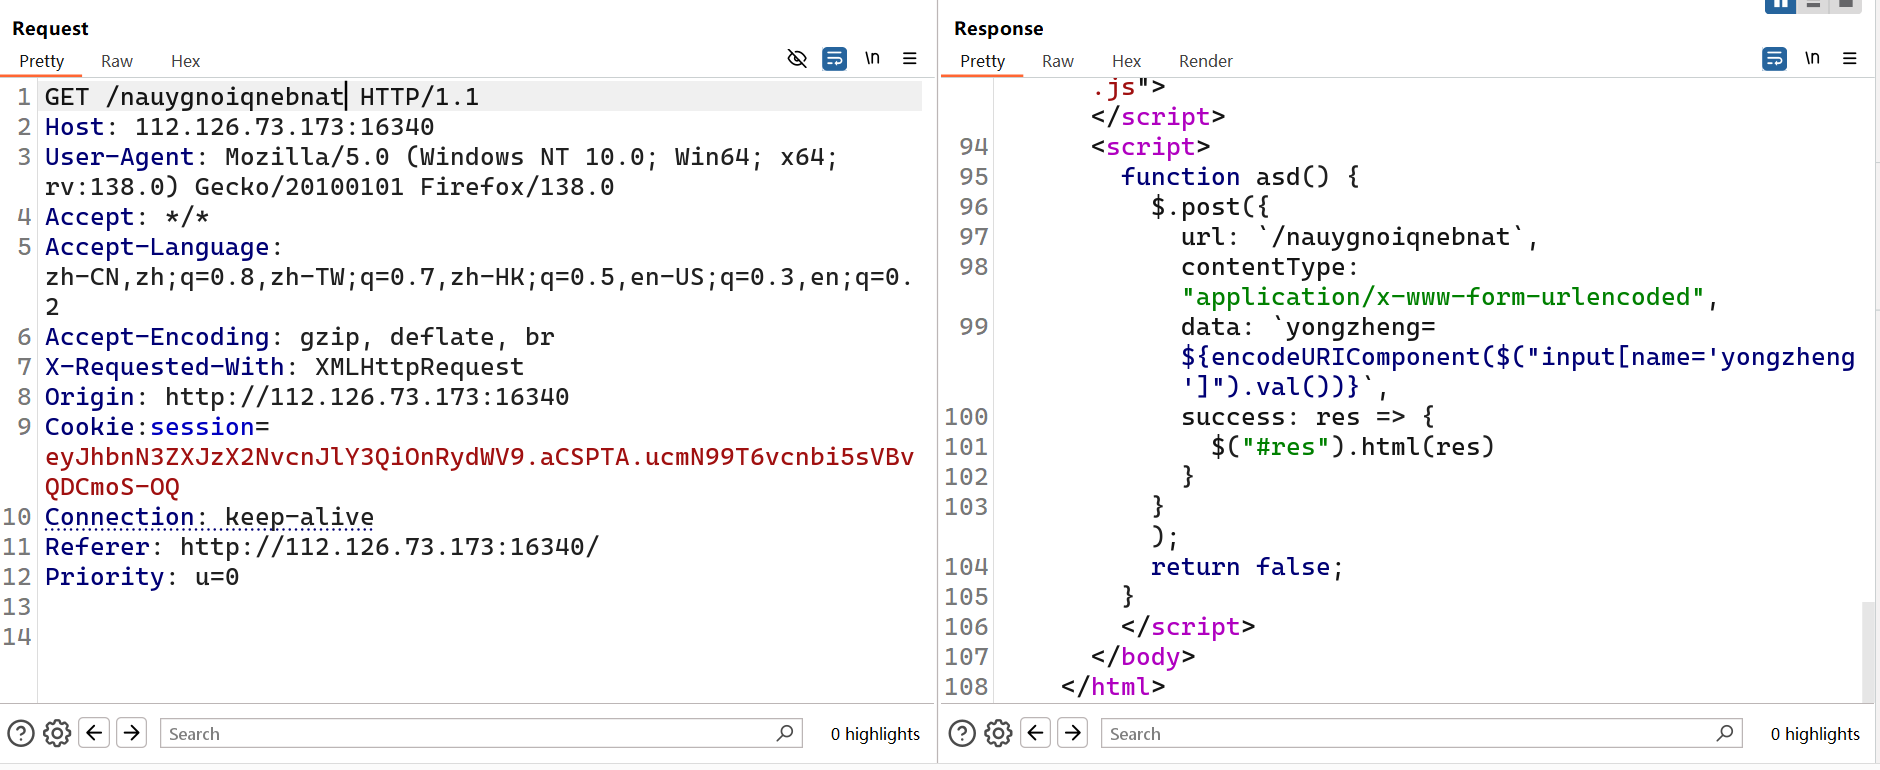 Request
Pretty Raw Hex
\n
1 GET /nauygnoiqnebnat HTTP/1.1
2 Host: 112.126.73.173:16340
3 User-Agent: Mozilla/5.0 (Windows NT 10.0; Win64; x64;
rv:138.0) Gecko/20100101 Firefox/138.0
4 Accept: */*
5 Accept-Language:
zh-CN,zh;q=0.8,zh-TW;q=0.7,zh-HK;q=0.5,en-US;q=0.3,en;q=0.
2
6 Accept-Encoding: gzip, deflate, br
7 X-Requested-With: XMLHttpRequest
8 Origin: http://112.126.73.173:16340
9 Cookie:session=
eyJhbnN3ZXJzX2NvcnJlY3QiOnRydWV9.aCSPTA.ucmN99T6vcnbi5sVBv
QDCmoS-OQ
10 Connection: keep-alive
11 Referer: http://112.126.73.173:16340/
12 Priority: u=0
13
14
Search
0 highlights
Response
Pretty Raw Hex Render
\n
.js">
</script>
94 <script>
95 function asd() {
96 $.post({
97 url: `/nauygnoiqnebnat`,
98 contentType:
"application/x-www-form-urlencoded",
99 data: `yongzheng=
${encodeURIComponent($("input[name='yongzheng
']").val())}`,
100 success: res => {
101 $("#res").html(res)
102 }
103 }
);
104 return false;
105 }
106 </script>
107 </body>
108 </html>
Search
0 highlights